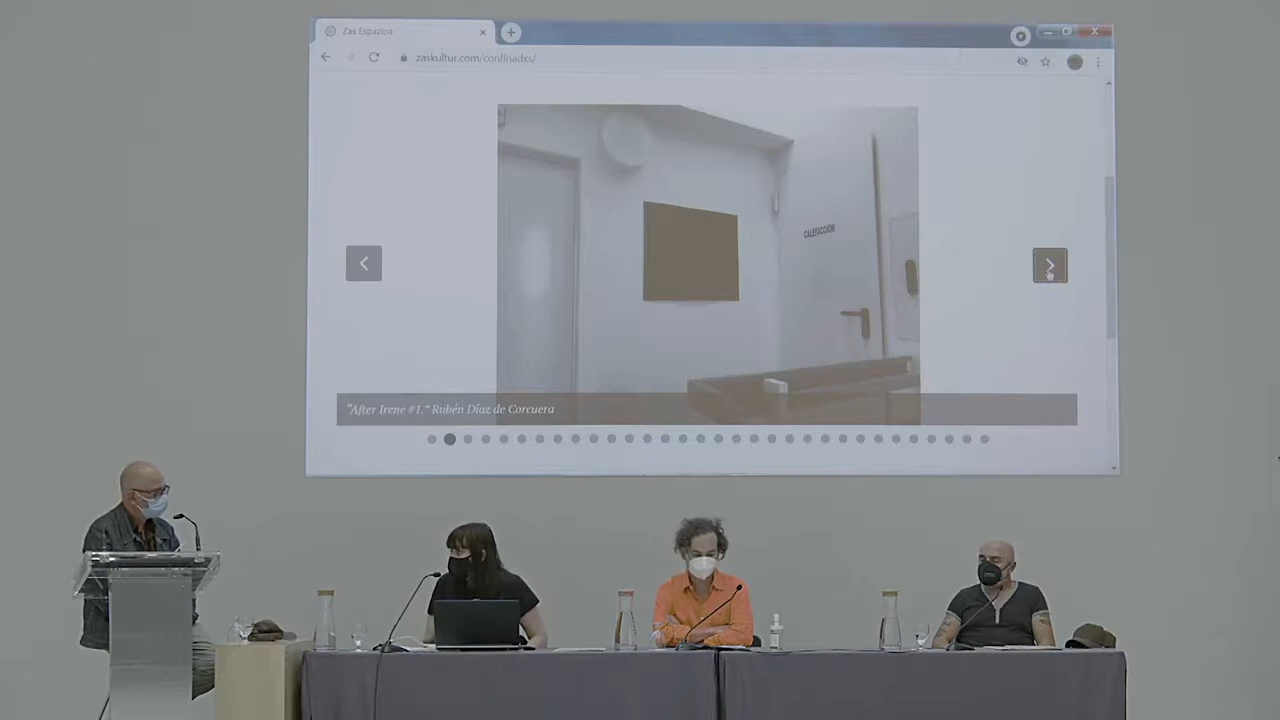 Zas Espazioa
zaskultur.com/confinadxs/
CALEFACCIÓN
"After Irene #1." Rubén Díaz de Corcuera